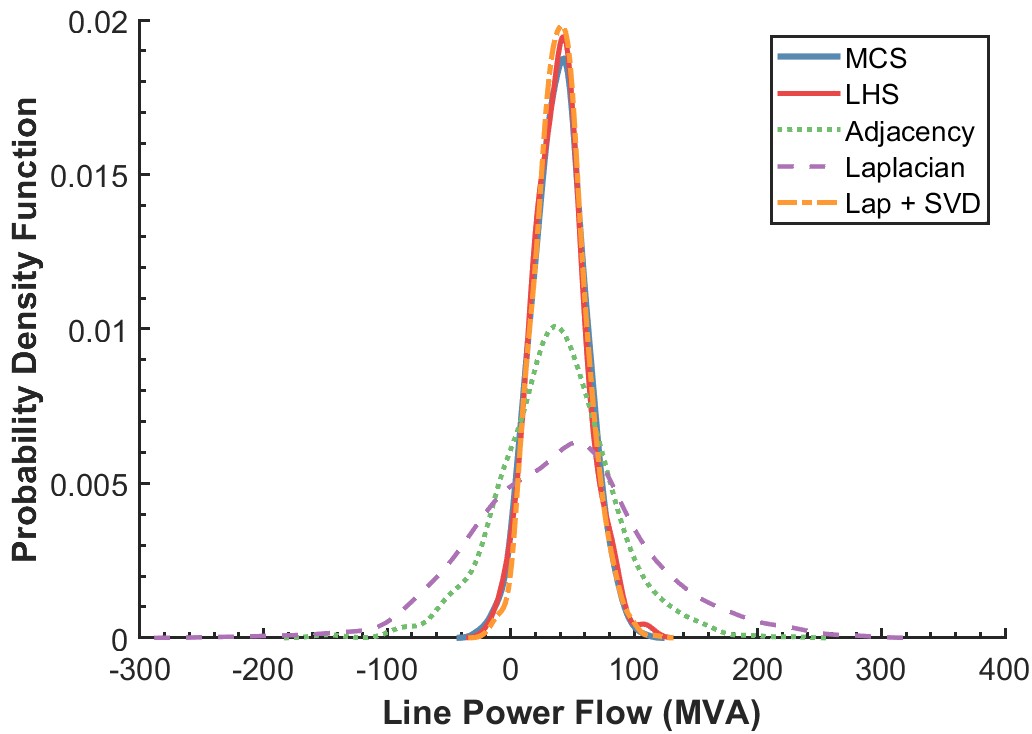 0.02
0.015
0.01
0.005
0
Probability Density Function
MCS
LHS
Adjacency
Laplacian
Lap + SVD
-300 -200 -100 0 100 200 300 400
Line Power Flow (MVA)